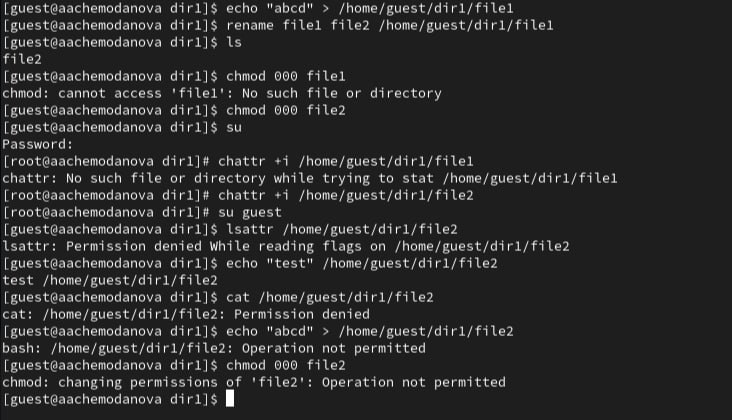 [guest@aachemodanova dir1]$ echo "abcd" > /home/guest/dir1/file1
[guest@aachemodanova dir1]$ rename file1 file2 /home/guest/dir1/file1
[guest@aachemodanova dir1]$ ls
file2
[guest@aachemodanova dir1]$ chmod 000 file1
chmod: cannot access 'file1': No such file or directory
[guest@aachemodanova dir1]$ chmod 000 file2
[guest@aachemodanova dir1]$ su
Password:
[root@aachemodanova dir1]# chattr +i /home/guest/dir1/file1
chattr: No such file or directory while trying to stat /home/guest/dir1/file1
[root@aachemodanova dir1]# chattr +i /home/guest/dir1/file2
[root@aachemodanova dir1]# su guest
[guest@aachemodanova dir1]$ lsattr /home/guest/dir1/file2
lsattr: Permission denied While reading flags on /home/guest/dir1/file2
[guest@aachemodanova dir1]$ echo "test" /home/guest/dir1/file2
test /home/guest/dir1/file2
[guest@aachemodanova dir1]$ cat /home/guest/dir1/file2
cat: /home/guest/dir1/file2: Permission denied
[guest@aachemodanova dir1]$ echo "abcd" > /home/guest/dir1/file2
bash: /home/guest/dir1/file2: Operation not permitted
[guest@aachemodanova dir1]$ chmod 000 file2
chmod: changing permissions of 'file2': Operation not permitted
[guest@aachemodanova dir1]$